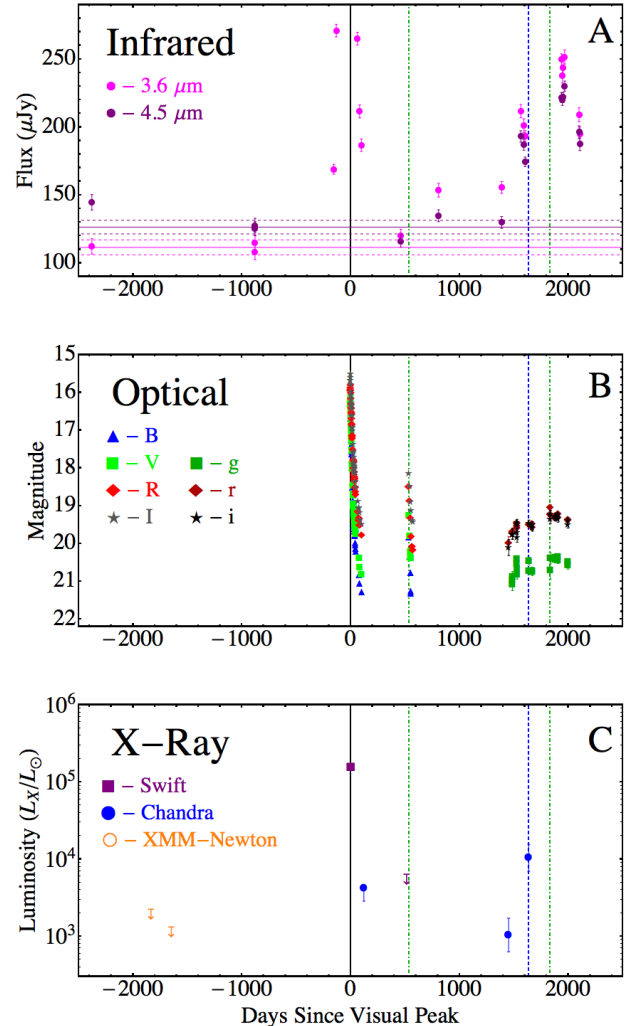 Infrared
A
– 3.6 μm
– 4.5 μm
Flux (μJy)
250
200
150
100
−2000 −1000 0 1000 2000
Optical
B
– B
– V – g
– R – r
– I – i
Magnitude
15
16
17
18
19
20
21
22
−2000 −1000 0 1000 2000
X−Ray
C
– Swift
– Chandra
– XMM−Newton
Luminosity (L_X/L_⊙)
10^6
10^5
10^4
10^3
−2000 −1000 0 1000 2000
Days Since Visual Peak